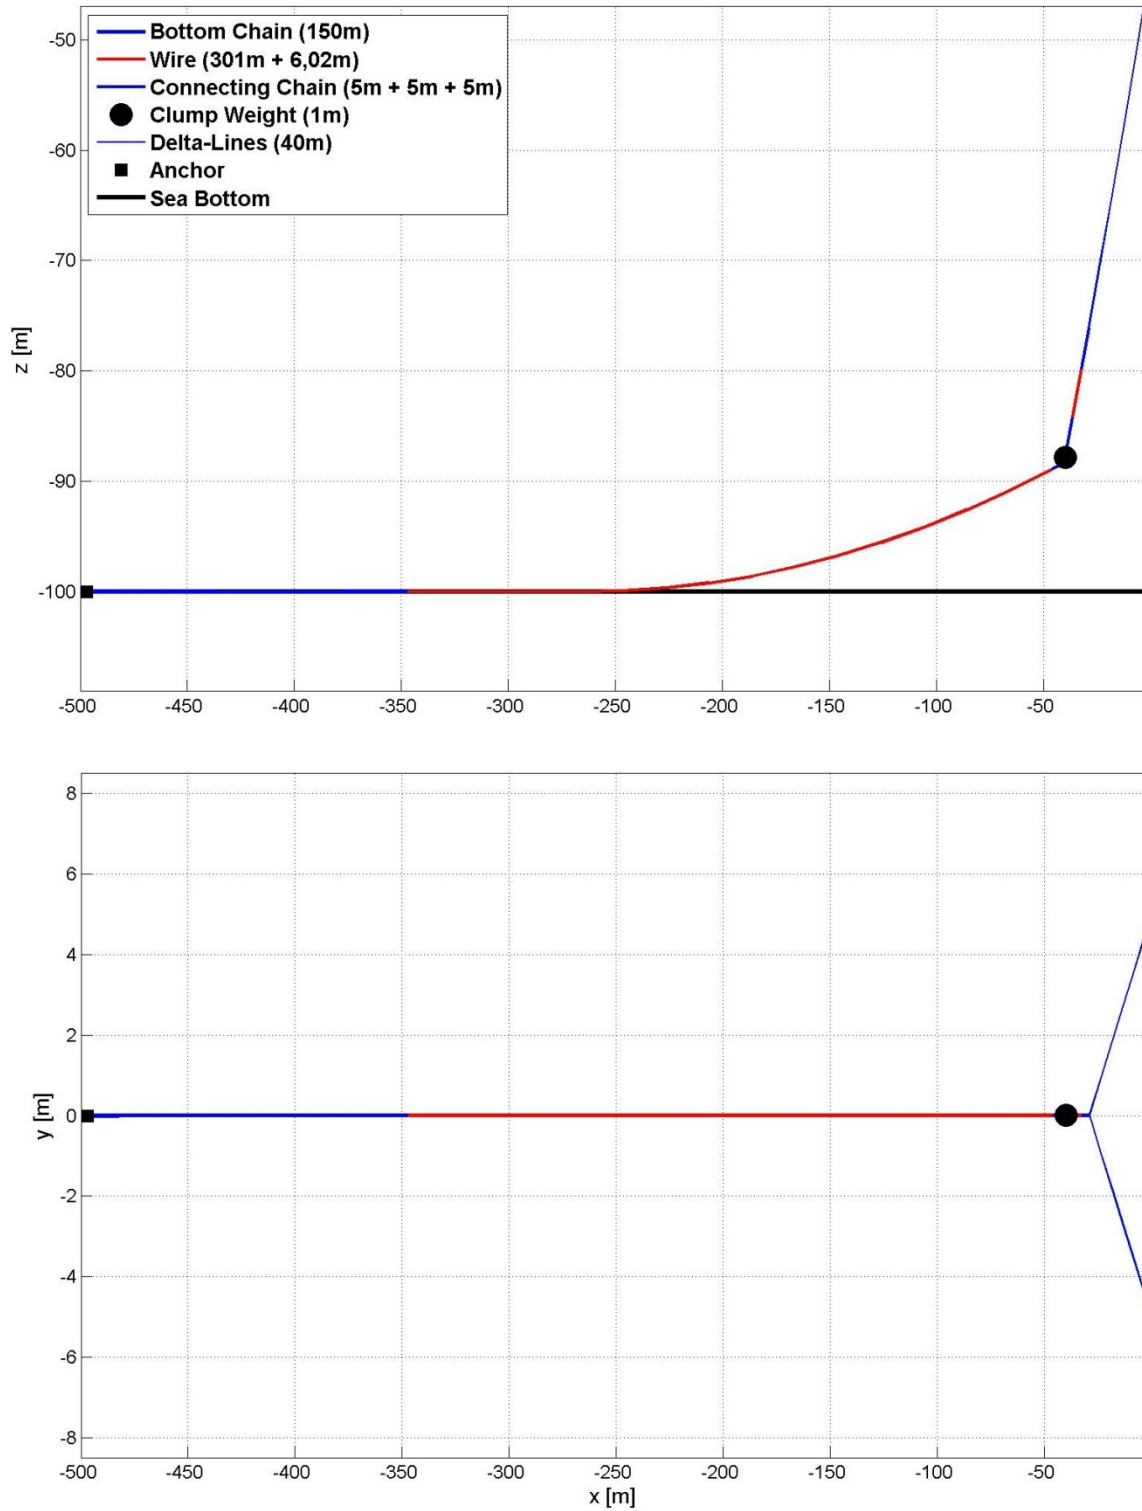 Bottom Chain (150m)
Wire (301m + 6,02m)
Connecting Chain (5m + 5m + 5m)
Clump Weight (1m)
Delta-Lines (40m)
Anchor
Sea Bottom
-50
-60
-70
-80
-90
-100
z [m]
-500 -450 -400 -350 -300 -250 -200 -150 -100 -50
8
6
4
2
0
-2
-4
-6
-8
y [m]
-500 -450 -400 -350 -300 -250 -200 -150 -100 -50
x [m]